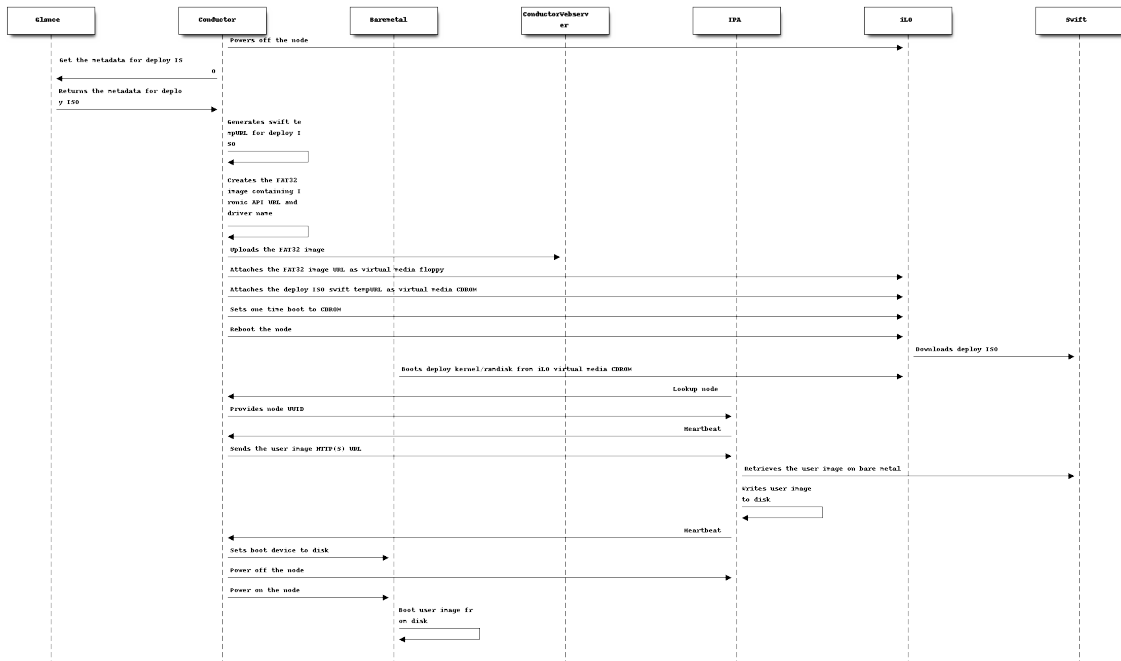 Glance
Conductor
Baremetal
ConductorWebserv
er
IPA
iLO
Swift
Powers off the node
Get the metadata for deploy IS
O
Returns the metadata for deplo
y ISO
Generates swift te
mpURL for deploy I
SO
Creates the FAT32
image containing I
ronic API URL and
driver name
Uploads the FAT32 image
Attaches the FAT32 image URL as virtual media floppy
Attaches the deploy ISO swift tempURL as virtual media CDROM
Sets one time boot to CDROM
Reboot the node
Downloads deploy ISO
Boots deploy kernel/ramdisk from iLO virtual media CDROM
Lookup node
Provides node UUID
Heartbeat
Sends the user image HTTP(S) URL
Retrieves the user image on bare metal
Writes user image
to disk
Heartbeat
Sets boot device to disk
Power off the node
Power on the node
Boot user image fr
om disk